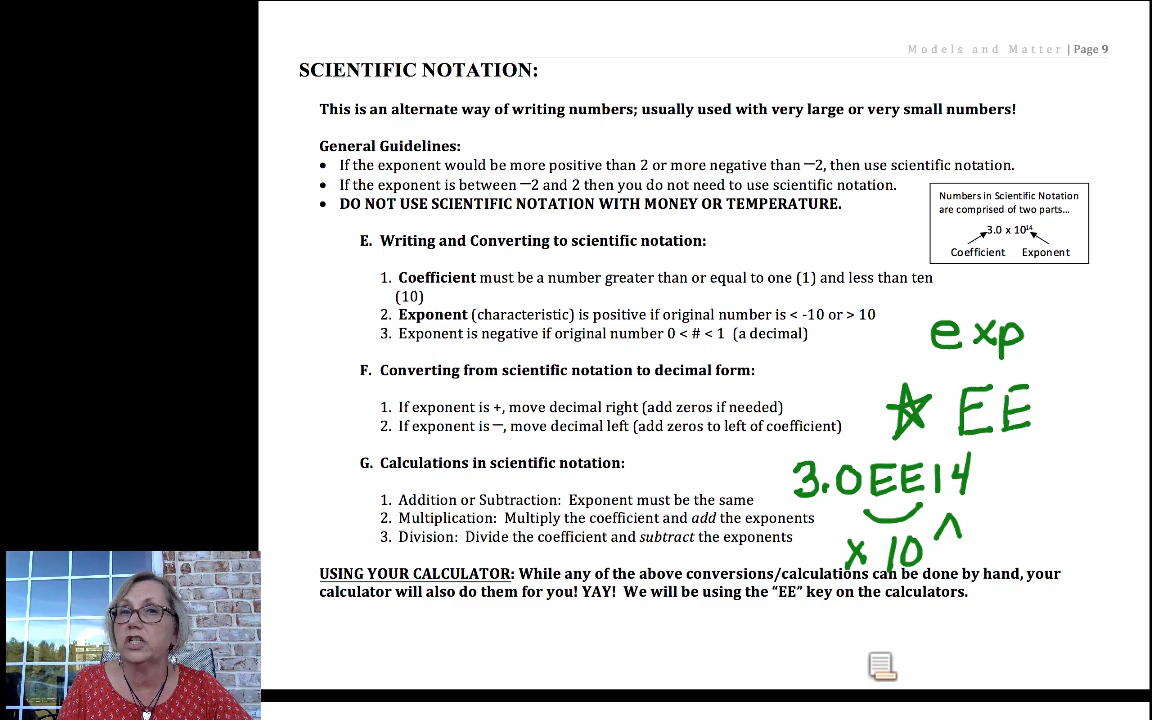 Models and Matter | Page 9
SCIENTIFIC NOTATION:
This is an alternate way of writing numbers; usually used with very large or very small numbers!
General Guidelines:
• If the exponent would be more positive than 2 or more negative than —2, then use scientific notation.
• If the exponent is between —2 and 2 then you do not need to use scientific notation.
• DO NOT USE SCIENTIFIC NOTATION WITH MONEY OR TEMPERATURE.
Numbers in Scientific Notation
are comprised of two parts…
3.0 x 10¹⁴
Coefficient Exponent
E. Writing and Converting to scientific notation:
1. Coefficient must be a number greater than or equal to one (1) and less than ten
(10)
2. Exponent (characteristic) is positive if original number is < -10 or > 10
3. Exponent is negative if original number 0 < # < 1 (a decimal)
exp
F. Converting from scientific notation to decimal form:
1. If exponent is +, move decimal right (add zeros if needed)
2. If exponent is —, move decimal left (add zeros to left of coefficient)
☆ EE
G. Calculations in scientific notation:
3.0EE14
1. Addition or Subtraction: Exponent must be the same
2. Multiplication: Multiply the coefficient and add the exponents
3. Division: Divide the coefficient and subtract the exponents
x 10 ^
USING YOUR CALCULATOR: While any of the above conversions/calculations can be done by hand, your
calculator will also do them for you! YAY! We will be using the “EE” key on the calculators.